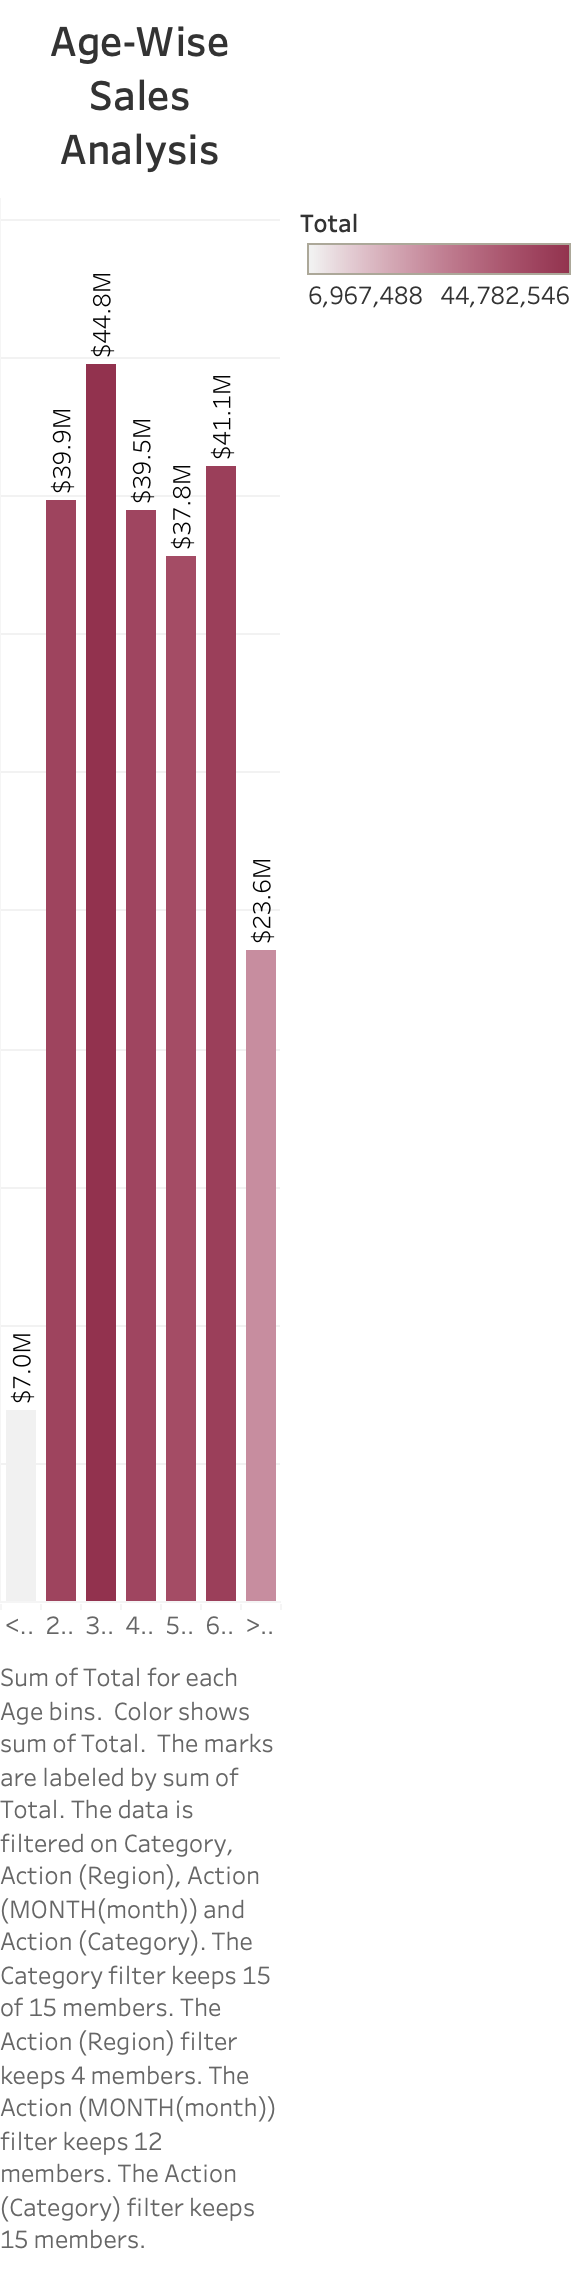 Age-Wise
Sales
Analysis
Total
6,967,488 44,782,546
$44.8M
$39.9M
$39.5M
$37.8M
$41.1M
$23.6M
$7.0M
<.. 2.. 3.. 4.. 5.. 6.. >..
Sum of Total for each
Age bins.  Color shows
sum of Total.  The marks
are labeled by sum of
Total. The data is
filtered on Category,
Action (Region), Action
(MONTH(month)) and
Action (Category). The
Category filter keeps 15
of 15 members. The
Action (Region) filter
keeps 4 members. The
Action (MONTH(month))
filter keeps 12
members. The Action
(Category) filter keeps
15 members.